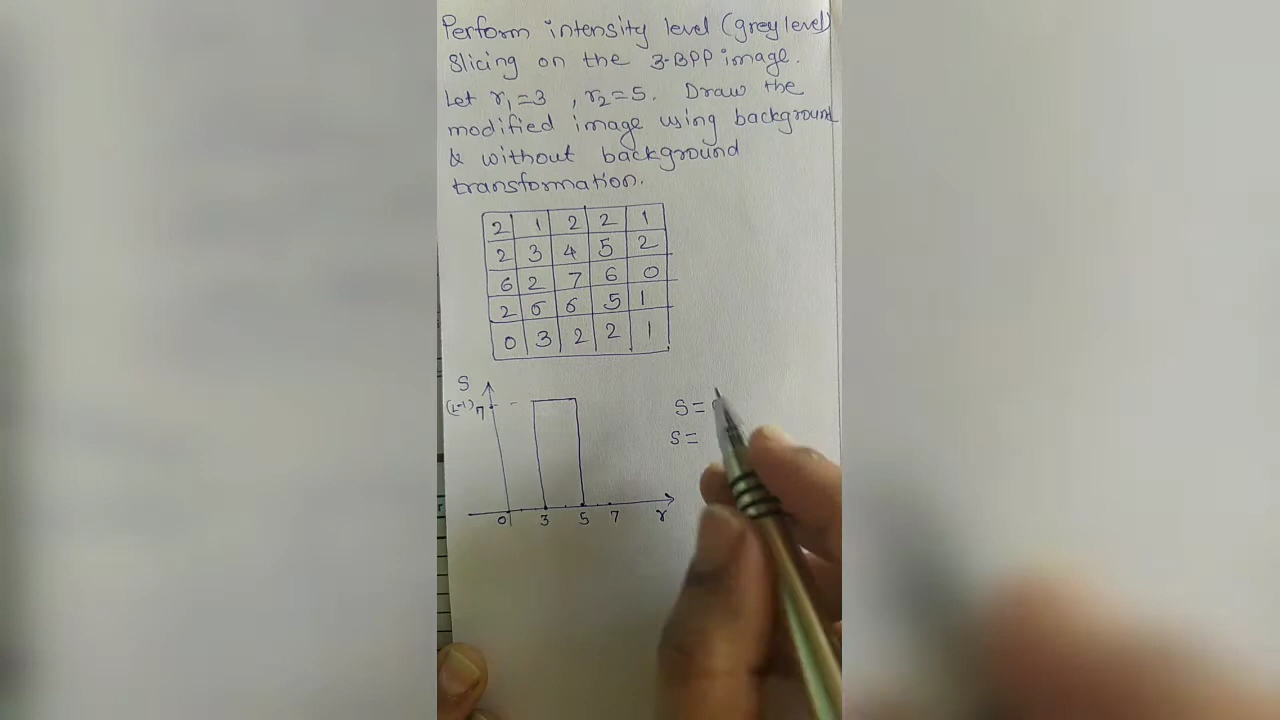 Perform intensity level (grey level)
Slicing on the 3-BPP image.
Let r1=3 , r2=5. Draw the
modified image using background
& without background
transformation.
2 1 2 2 1
2 3 4 5 2
6 2 7 6 0
2 6 6 5 1
0 3 2 2 1
S
(L-1) 7
S=
S=
0 3 5 7 r